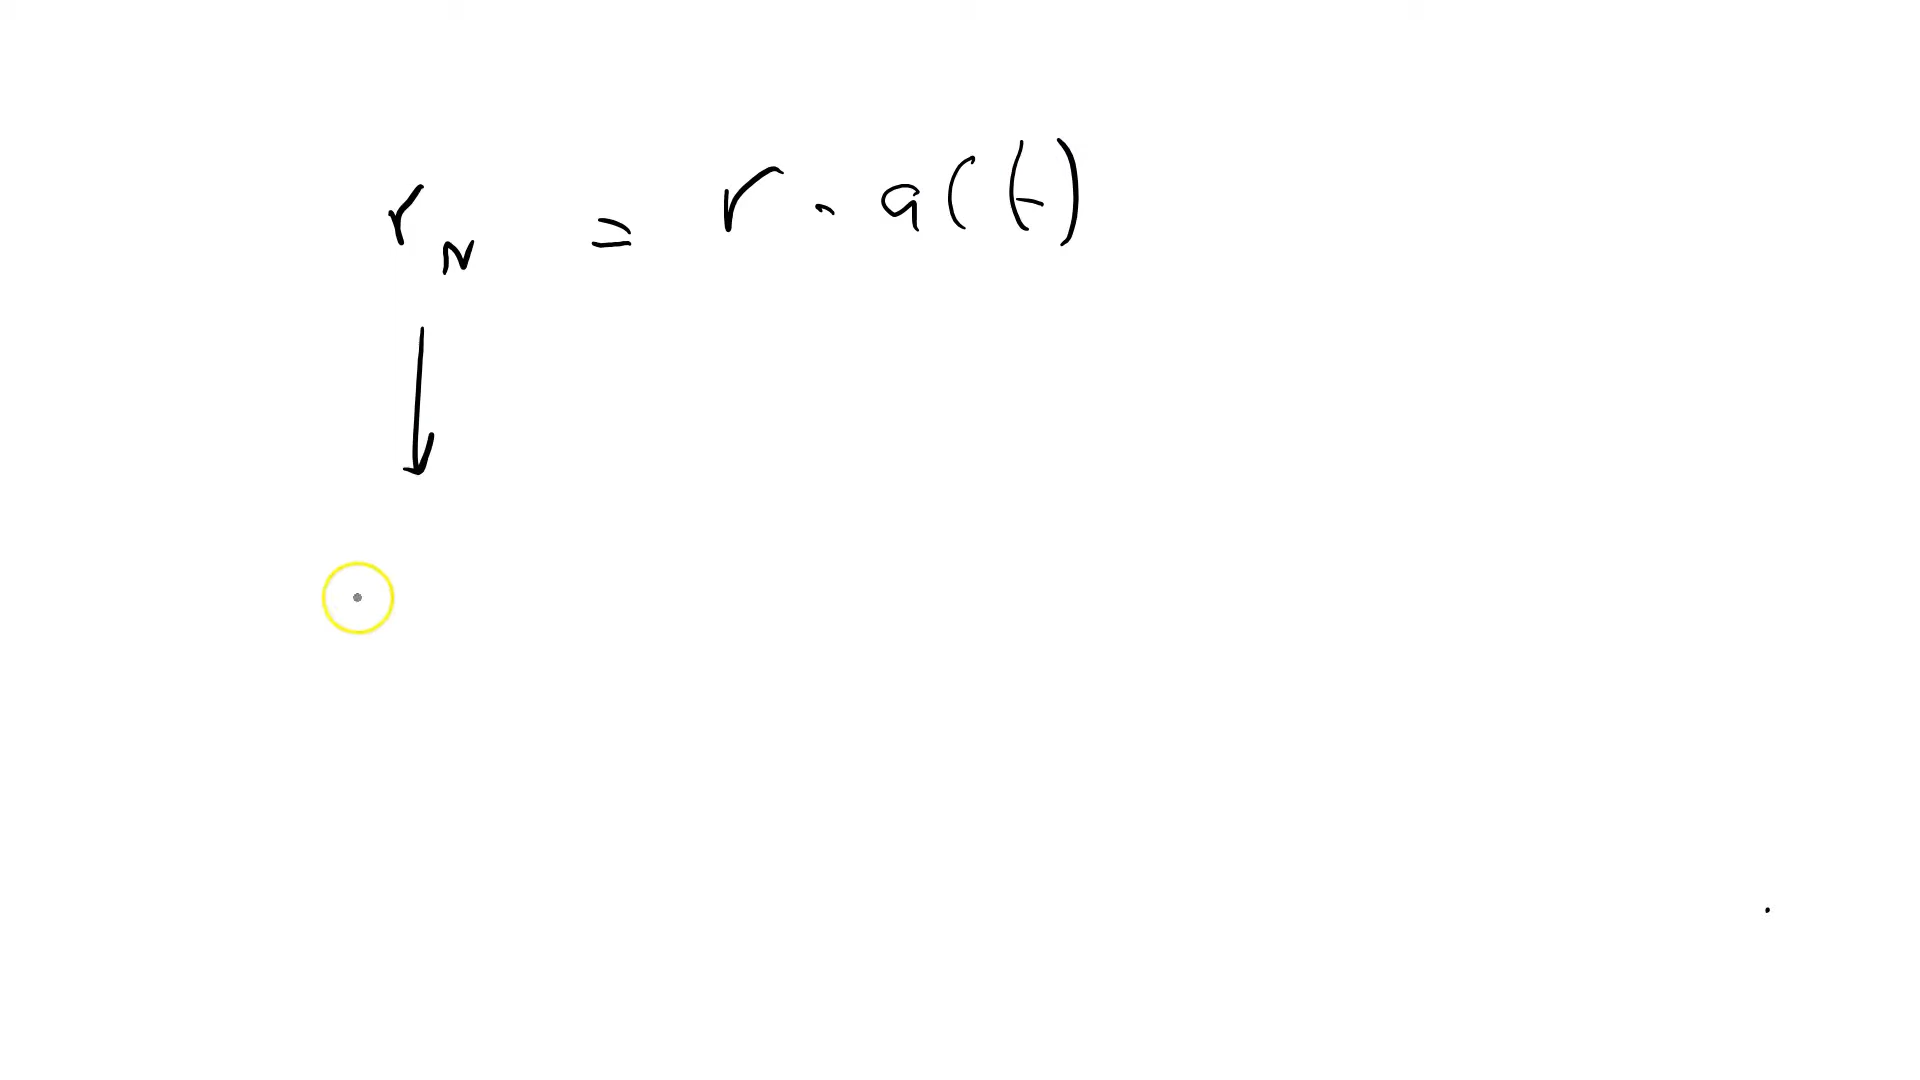 r_N = r · a(t)